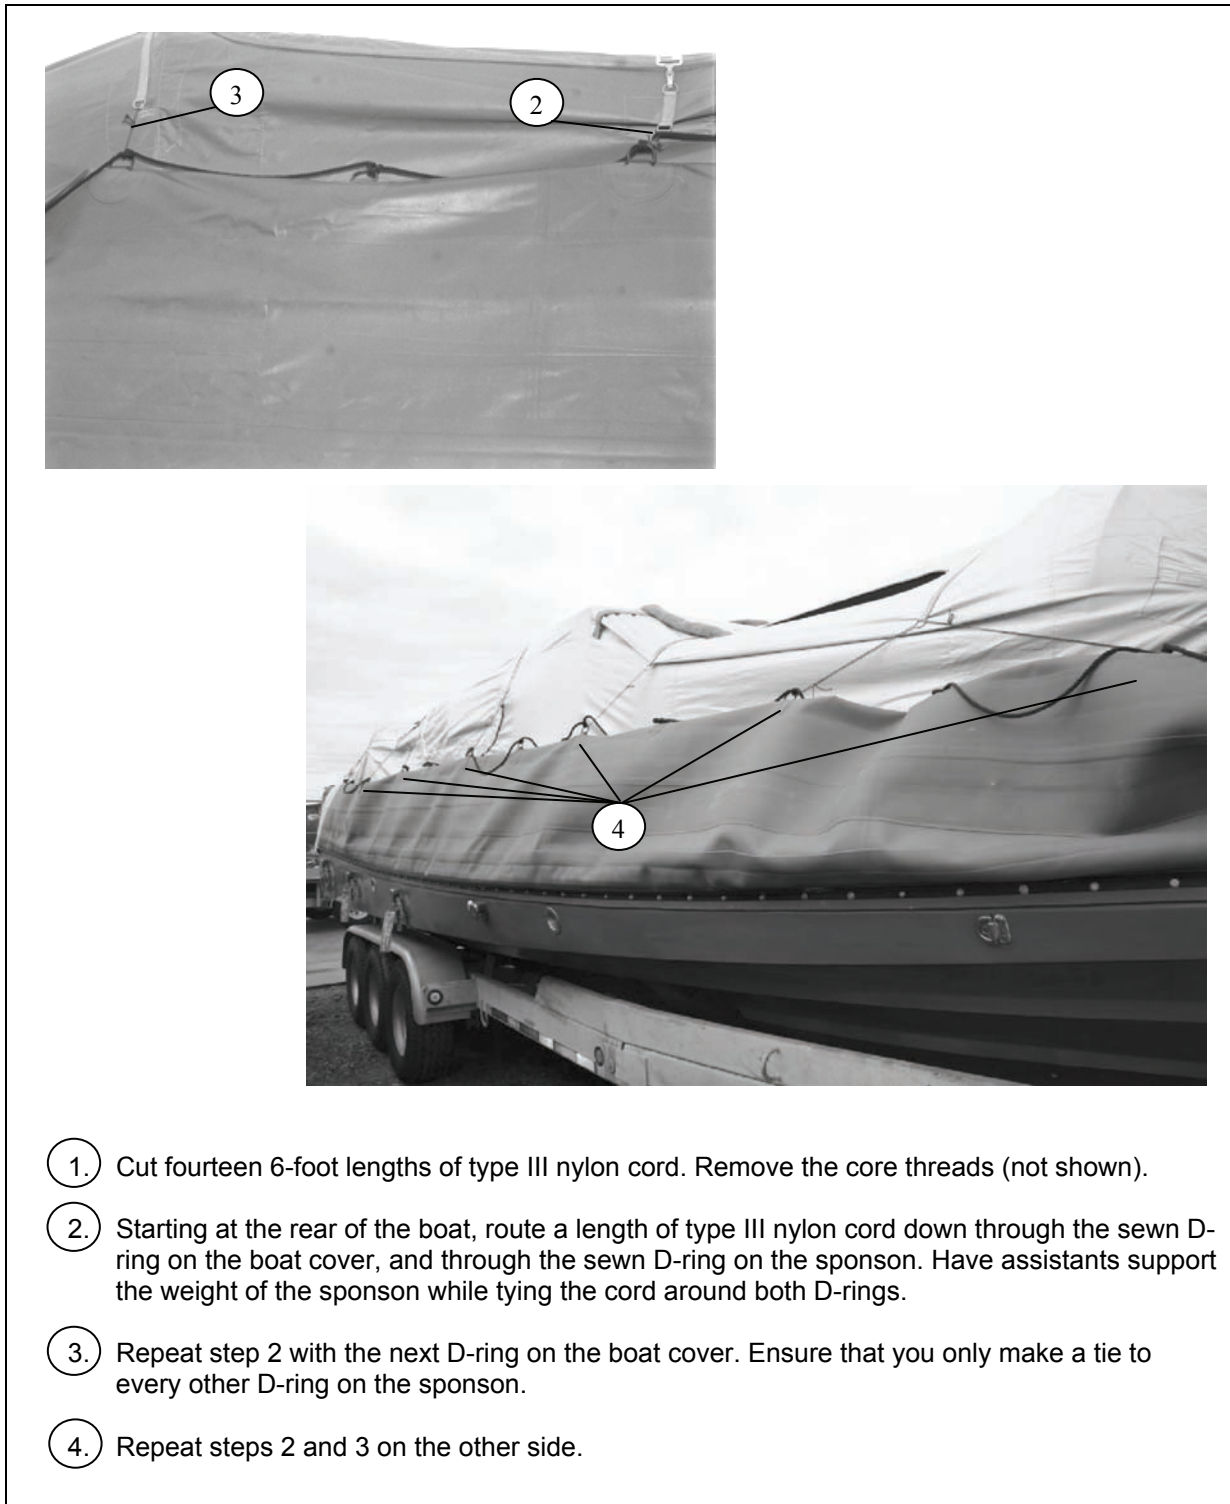 3
2
4
1. Cut fourteen 6-foot lengths of type III nylon cord. Remove the core threads (not shown).
2. Starting at the rear of the boat, route a length of type III nylon cord down through the sewn D-
ring on the boat cover, and through the sewn D-ring on the sponson. Have assistants support
the weight of the sponson while tying the cord around both D-rings.
3. Repeat step 2 with the next D-ring on the boat cover. Ensure that you only make a tie to
every other D-ring on the sponson.
4. Repeat steps 2 and 3 on the other side.